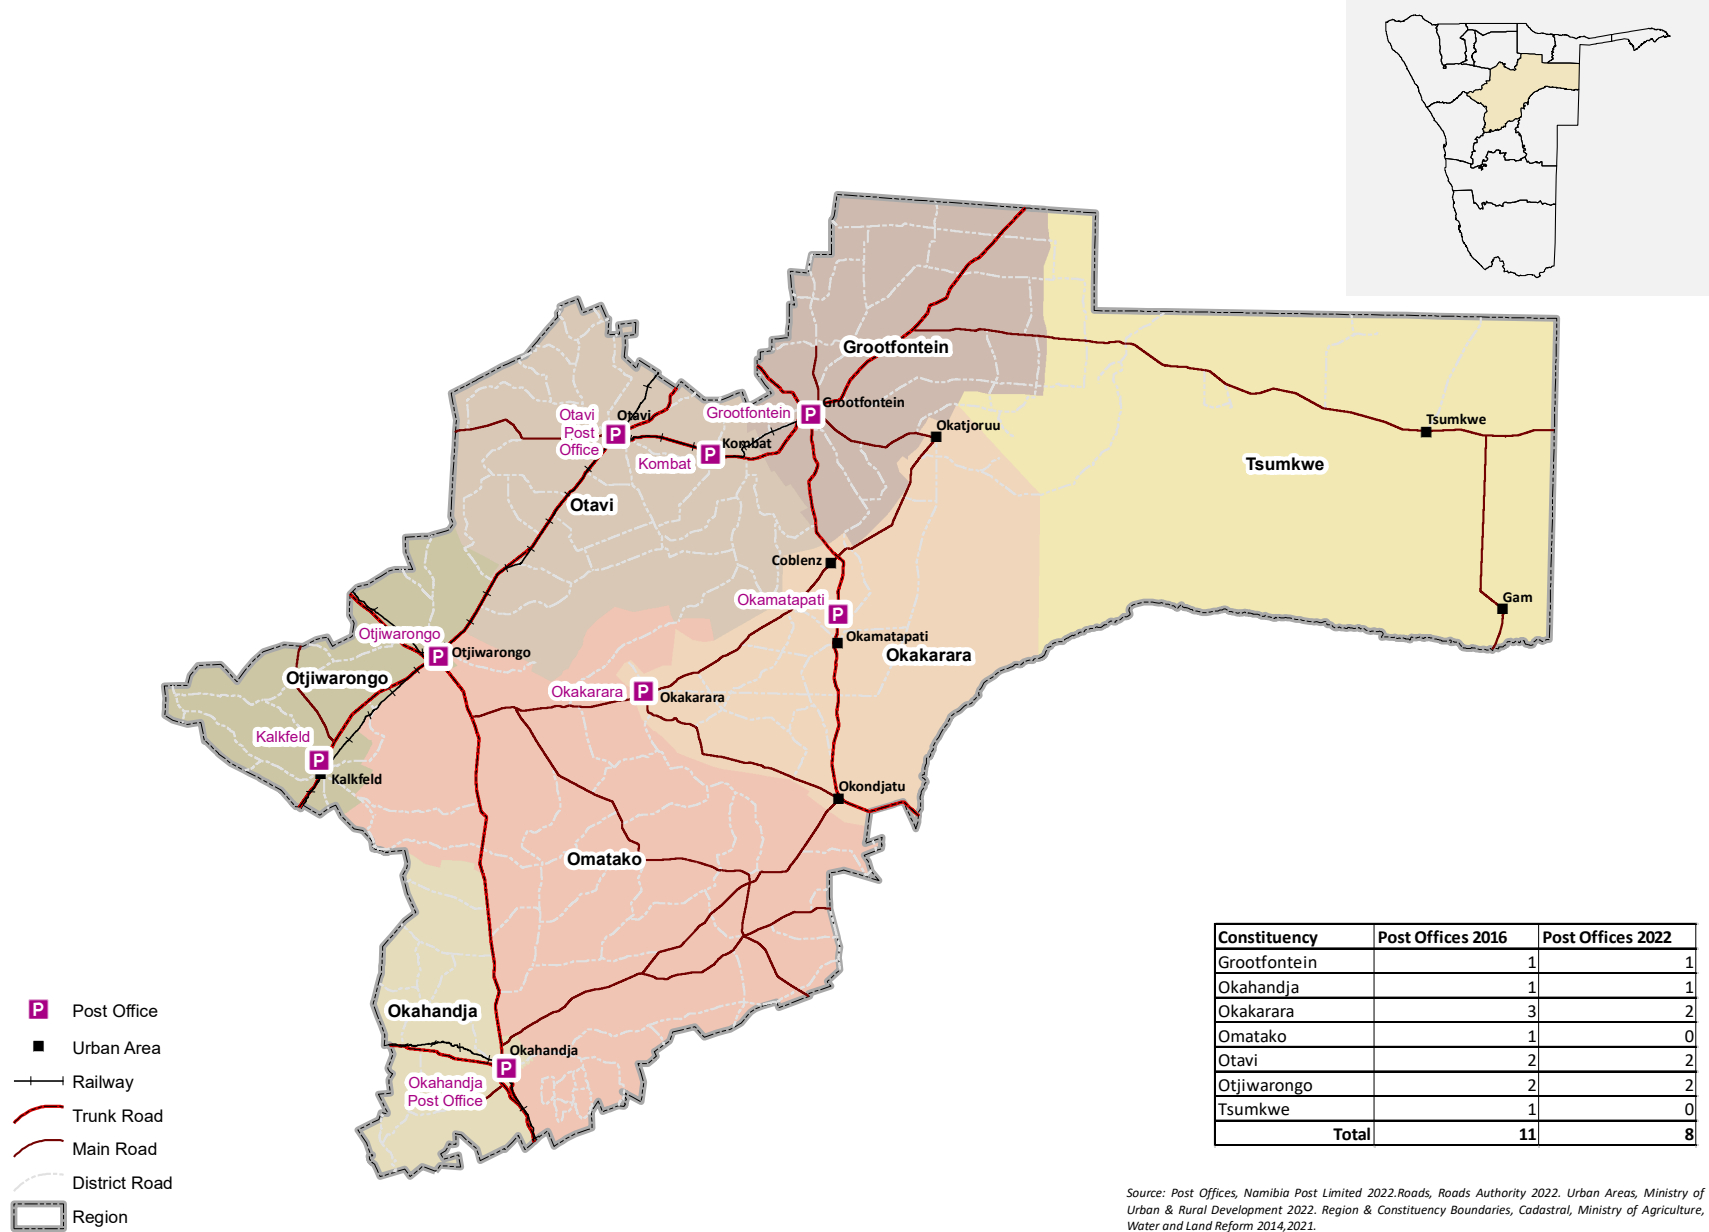 Grootfontein
Otavi
Post
Office
Otavi
Grootfontein
Grootfontein
Kombat
Kombat
Okatjoruu
Tsumkwe
Tsumkwe
Otavi
Coblenz
Okamatapati
Gam
Otjiwarongo
Otjiwarongo
Okamatapati
Okakarara
Otjiwarongo
Okakarara
Okakarara
Kalkfeld
Kalkfeld
Okondjatu
Omatako
Okahandja
Okahandja
Okahandja
Post Office
P Post Office
Urban Area
Railway
Trunk Road
Main Road
District Road
Region
Constituency Post Offices 2016 Post Offices 2022
Grootfontein 1 1
Okahandja 1 1
Okakarara 3 2
Omatako 1 0
Otavi 2 2
Otjiwarongo 2 2
Tsumkwe 1 0
Total 11 8
Source: Post Offices, Namibia Post Limited 2022.Roads, Roads Authority 2022. Urban Areas, Ministry of
Urban & Rural Development 2022. Region & Constituency Boundaries, Cadastral, Ministry of Agriculture,
Water and Land Reform 2014,2021.
P
P
P
P
P
P
P
P